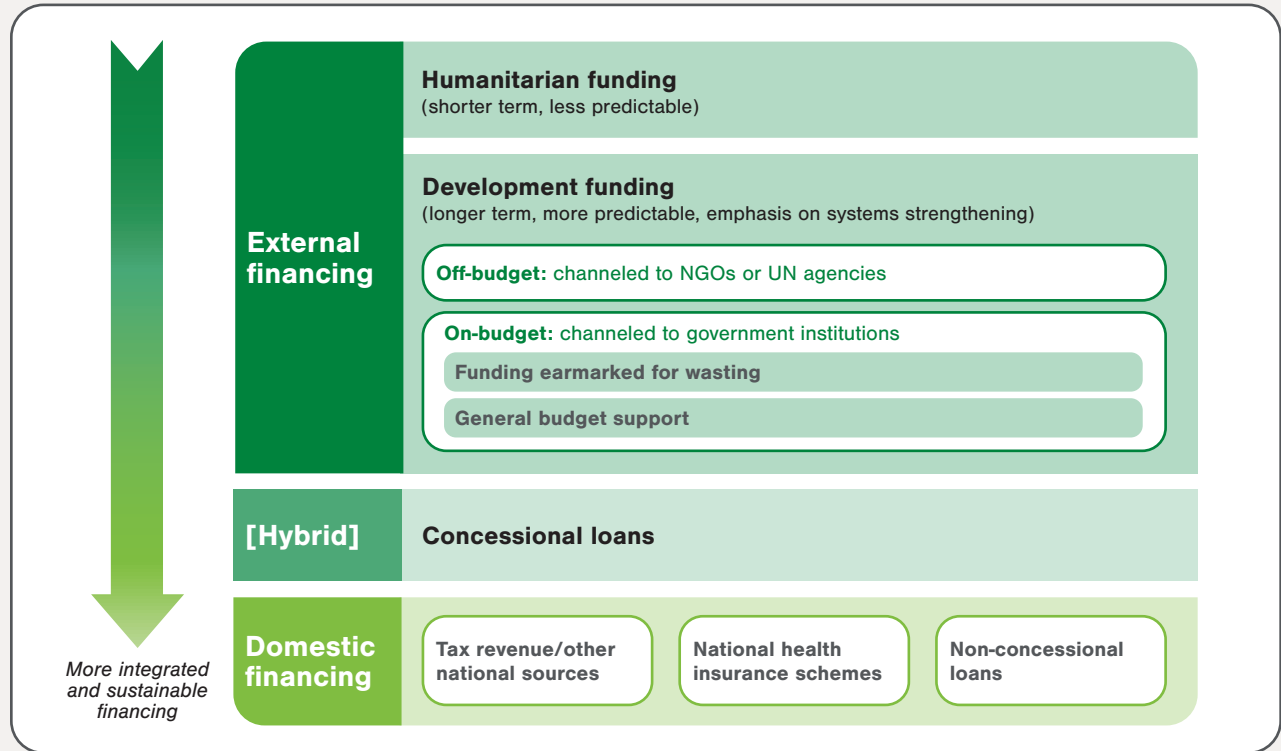 External
financing
Humanitarian funding
(shorter term, less predictable)
Development funding
(longer term, more predictable, emphasis on systems strengthening)
Off-budget: channeled to NGOs or UN agencies
On-budget: channeled to government institutions
Funding earmarked for wasting
General budget support
[Hybrid]
Concessional loans
Domestic
financing
Tax revenue/other
national sources
National health
insurance schemes
Non-concessional
loans
More integrated
and sustainable
financing